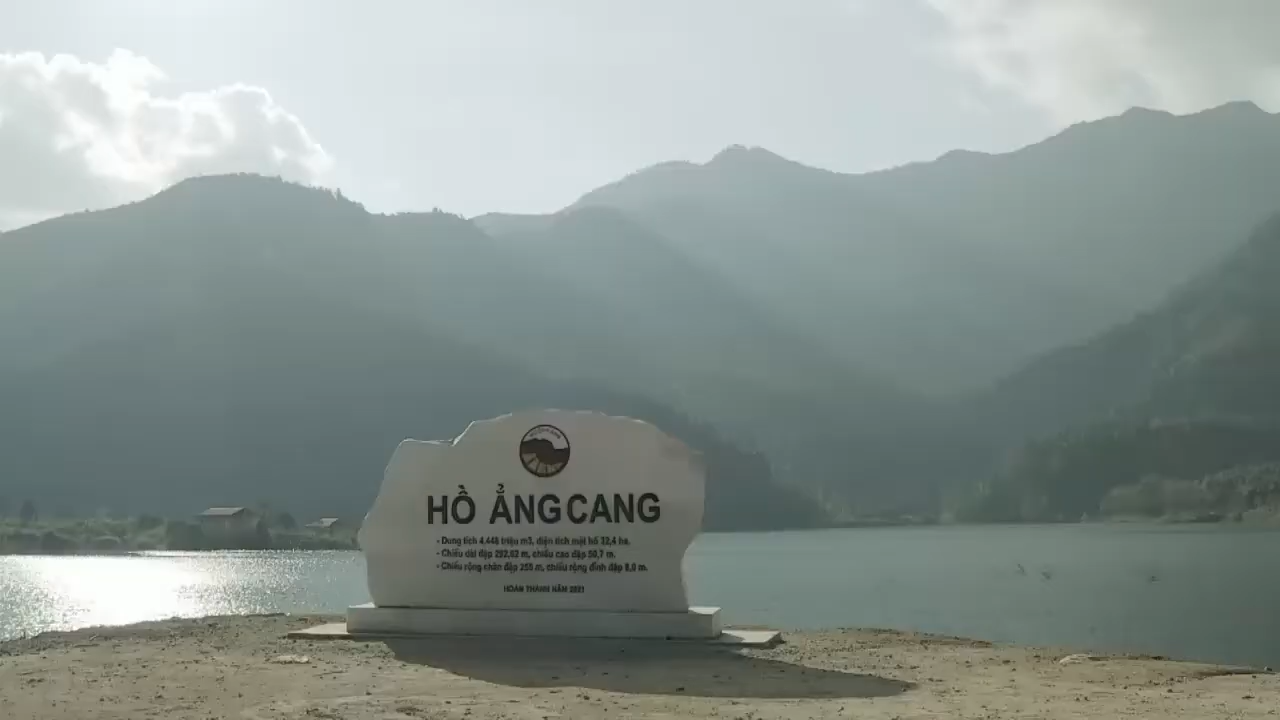 HỒ ẲNG CANG
- Dung tích 4.448 triệu m3, diện tích mặt hồ 32,4 ha.
- Chiều dài đập 252,62 m, chiều cao đập 50,7 m.
- Chiều rộng chân đập 255 m, chiều rộng đỉnh đập 8,0 m.
HOÀN THÀNH NĂM 2021